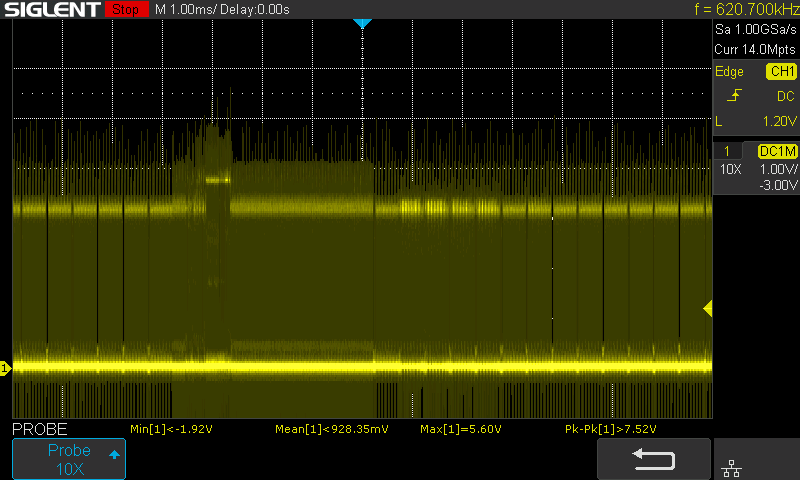 SIGLENT Stop M 1.00ms/ Delay:0.00s f = 620.700kHz
Sa 1.00GSa/s
Curr 14.0Mpts
Edge CH1
DC
L 1.20V
1 DC1M
10X 1.00V/
-3.00V
1
PROBE Min[1]<-1.92V Mean[1]<928.35mV Max[1]=5.60V Pk-Pk[1]>7.52V
Probe
10X